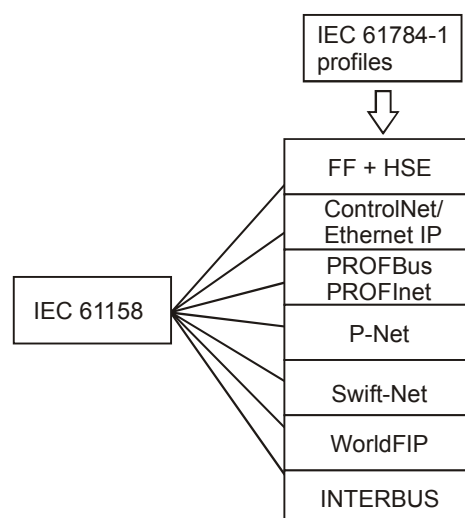 IEC 61784-1
profiles
FF + HSE
ControlNet/
Ethernet IP
PROFBus
PROFInet
IEC 61158
P-Net
Swift-Net
WorldFIP
INTERBUS